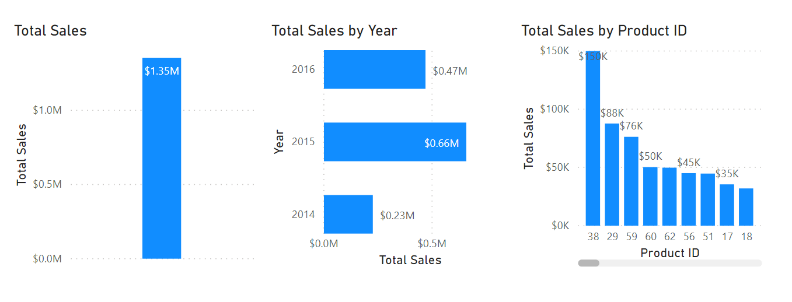 Total Sales
$1.35M
$1.0M
$0.5M
$0.0M
Total Sales
Total Sales by Year
2016
$0.47M
2015
$0.66M
2014
$0.23M
$0.0M
$0.5M
Year
Total Sales
Total Sales by Product ID
$150K
$100K
$50K
$0K
Total Sales
$150K
$88K
$76K
$50K
$45K
$35K
38 29 59 60 62 56 51 17 18
Product ID